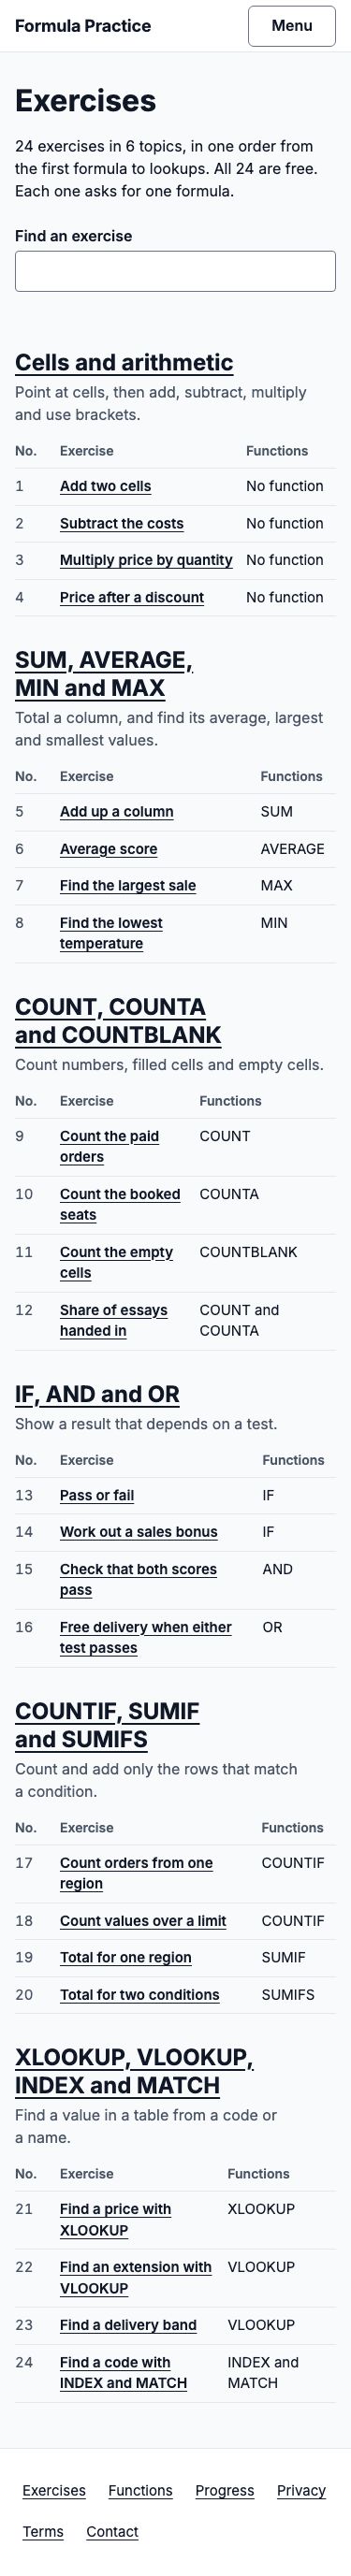 Formula Practice
Menu
Exercises
24 exercises in 6 topics, in one order from
the first formula to lookups. All 24 are free.
Each one asks for one formula.
Find an exercise
Cells and arithmetic
Point at cells, then add, subtract, multiply
and use brackets.
No. Exercise Functions
1 Add two cells No function
2 Subtract the costs No function
3 Multiply price by quantity No function
4 Price after a discount No function
SUM, AVERAGE,
MIN and MAX
Total a column, and find its average, largest
and smallest values.
No. Exercise Functions
5 Add up a column SUM
6 Average score AVERAGE
7 Find the largest sale MAX
8 Find the lowest MIN
temperature
COUNT, COUNTA
and COUNTBLANK
Count numbers, filled cells and empty cells.
No. Exercise Functions
9 Count the paid COUNT
orders
10 Count the booked COUNTA
seats
11 Count the empty COUNTBLANK
cells
12 Share of essays COUNT and
handed in COUNTA
IF, AND and OR
Show a result that depends on a test.
No. Exercise Functions
13 Pass or fail IF
14 Work out a sales bonus IF
15 Check that both scores AND
pass
16 Free delivery when either OR
test passes
COUNTIF, SUMIF
and SUMIFS
Count and add only the rows that match
a condition.
No. Exercise Functions
17 Count orders from one COUNTIF
region
18 Count values over a limit COUNTIF
19 Total for one region SUMIF
20 Total for two conditions SUMIFS
XLOOKUP, VLOOKUP,
INDEX and MATCH
Find a value in a table from a code or
a name.
No. Exercise Functions
21 Find a price with XLOOKUP
XLOOKUP
22 Find an extension with VLOOKUP
VLOOKUP
23 Find a delivery band VLOOKUP
24 Find a code with INDEX and
INDEX and MATCH MATCH
Exercises Functions Progress Privacy
Terms Contact